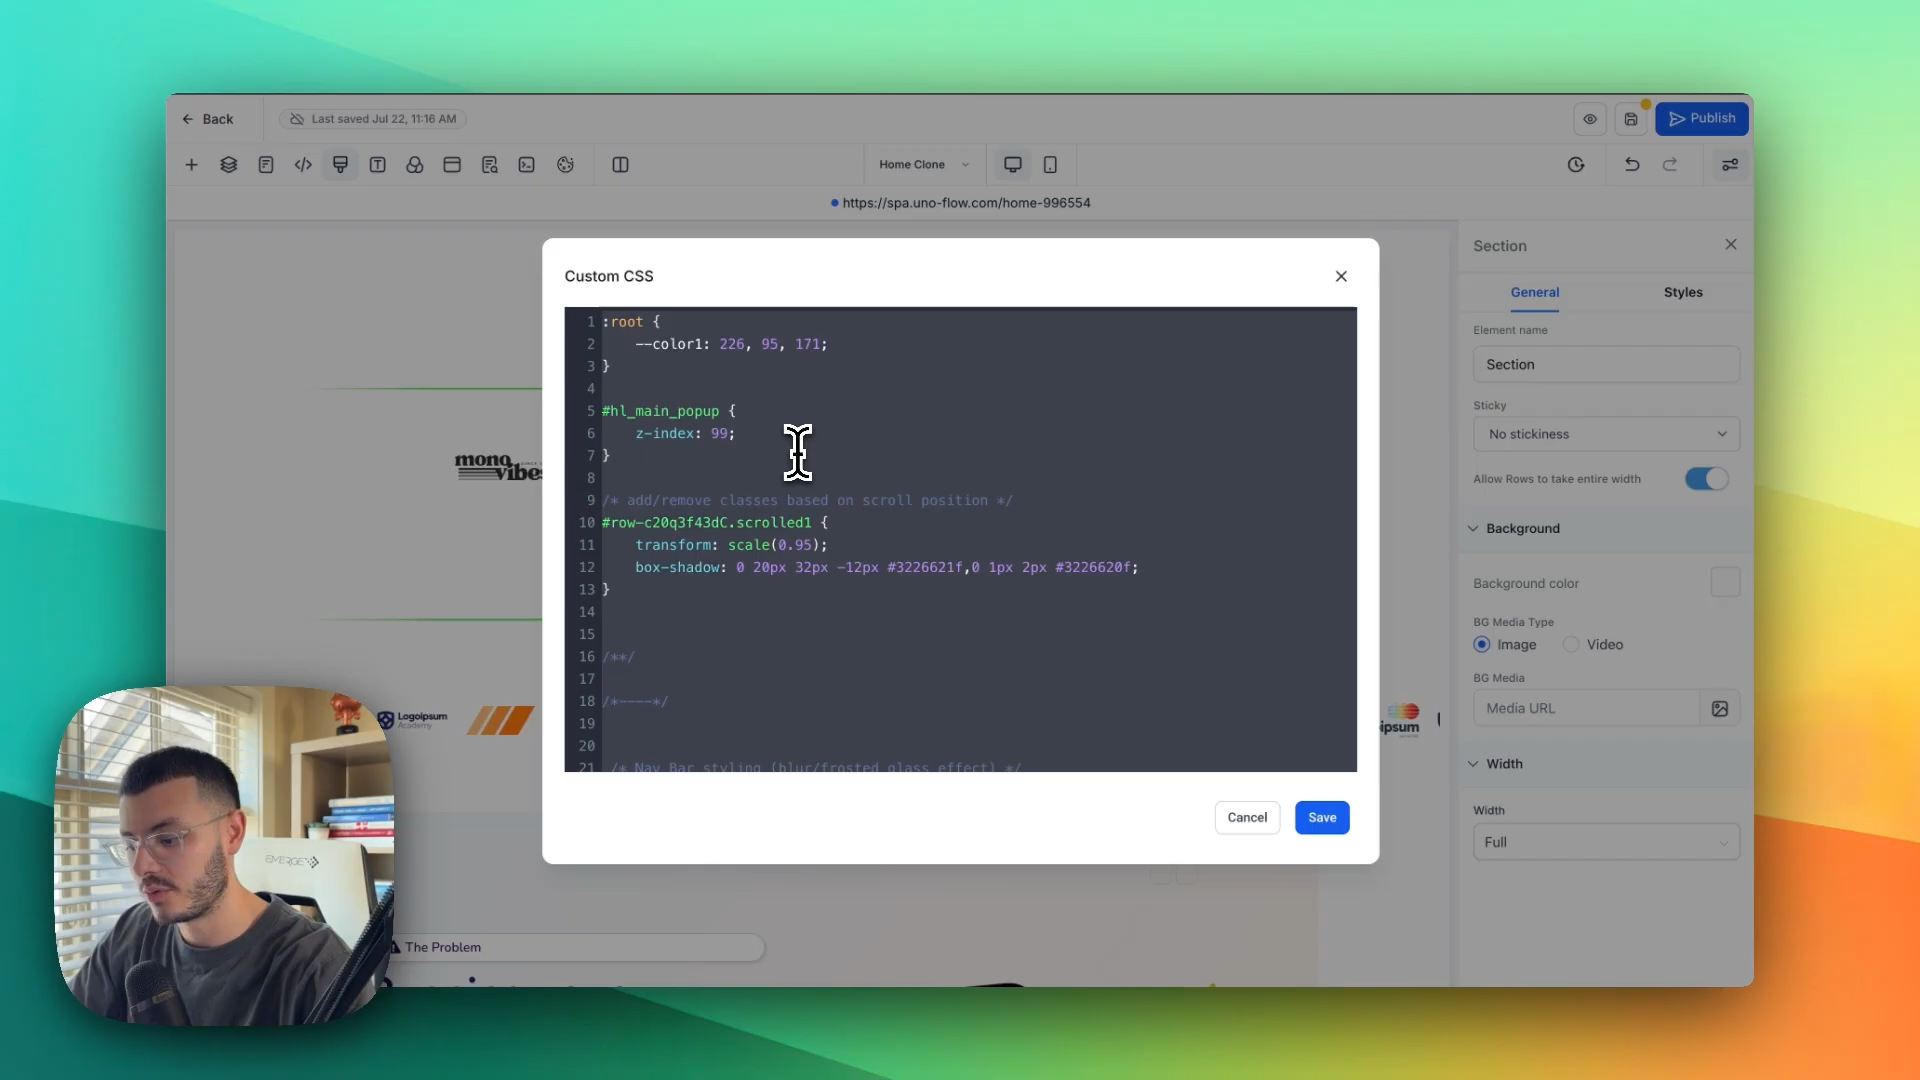 Back
Last saved Jul 22, 11:16 AM
Publish
Home Clone
https://spa.uno-flow.com/home-996554
Section
General
Styles
Element name
Section
Sticky
No stickiness
Allow Rows to take entire width
Background
Background color
BG Media Type
Image
Video
BG Media
Media URL
Width
Width
Full
Custom CSS
1 :root {
2 --color1: 226, 95, 171;
3 }
4
5 #hl_main_popup {
6 z-index: 99;
7 }
8
9 /* add/remove classes based on scroll position */
10 #row-c20q3f43dC.scrolled1 {
11 transform: scale(0.95);
12 box-shadow: 0 20px 32px -12px #3226621f,0 1px 2px #3226620f;
13 }
14
15
16 /**/
17
18 /*----*/
19
20
21 /* Nav Bar styling (blur/frosted glass effect) */
Cancel
Save
mono
vibes
Logoipsum
Academy
ipsum
The Problem
EMERGE